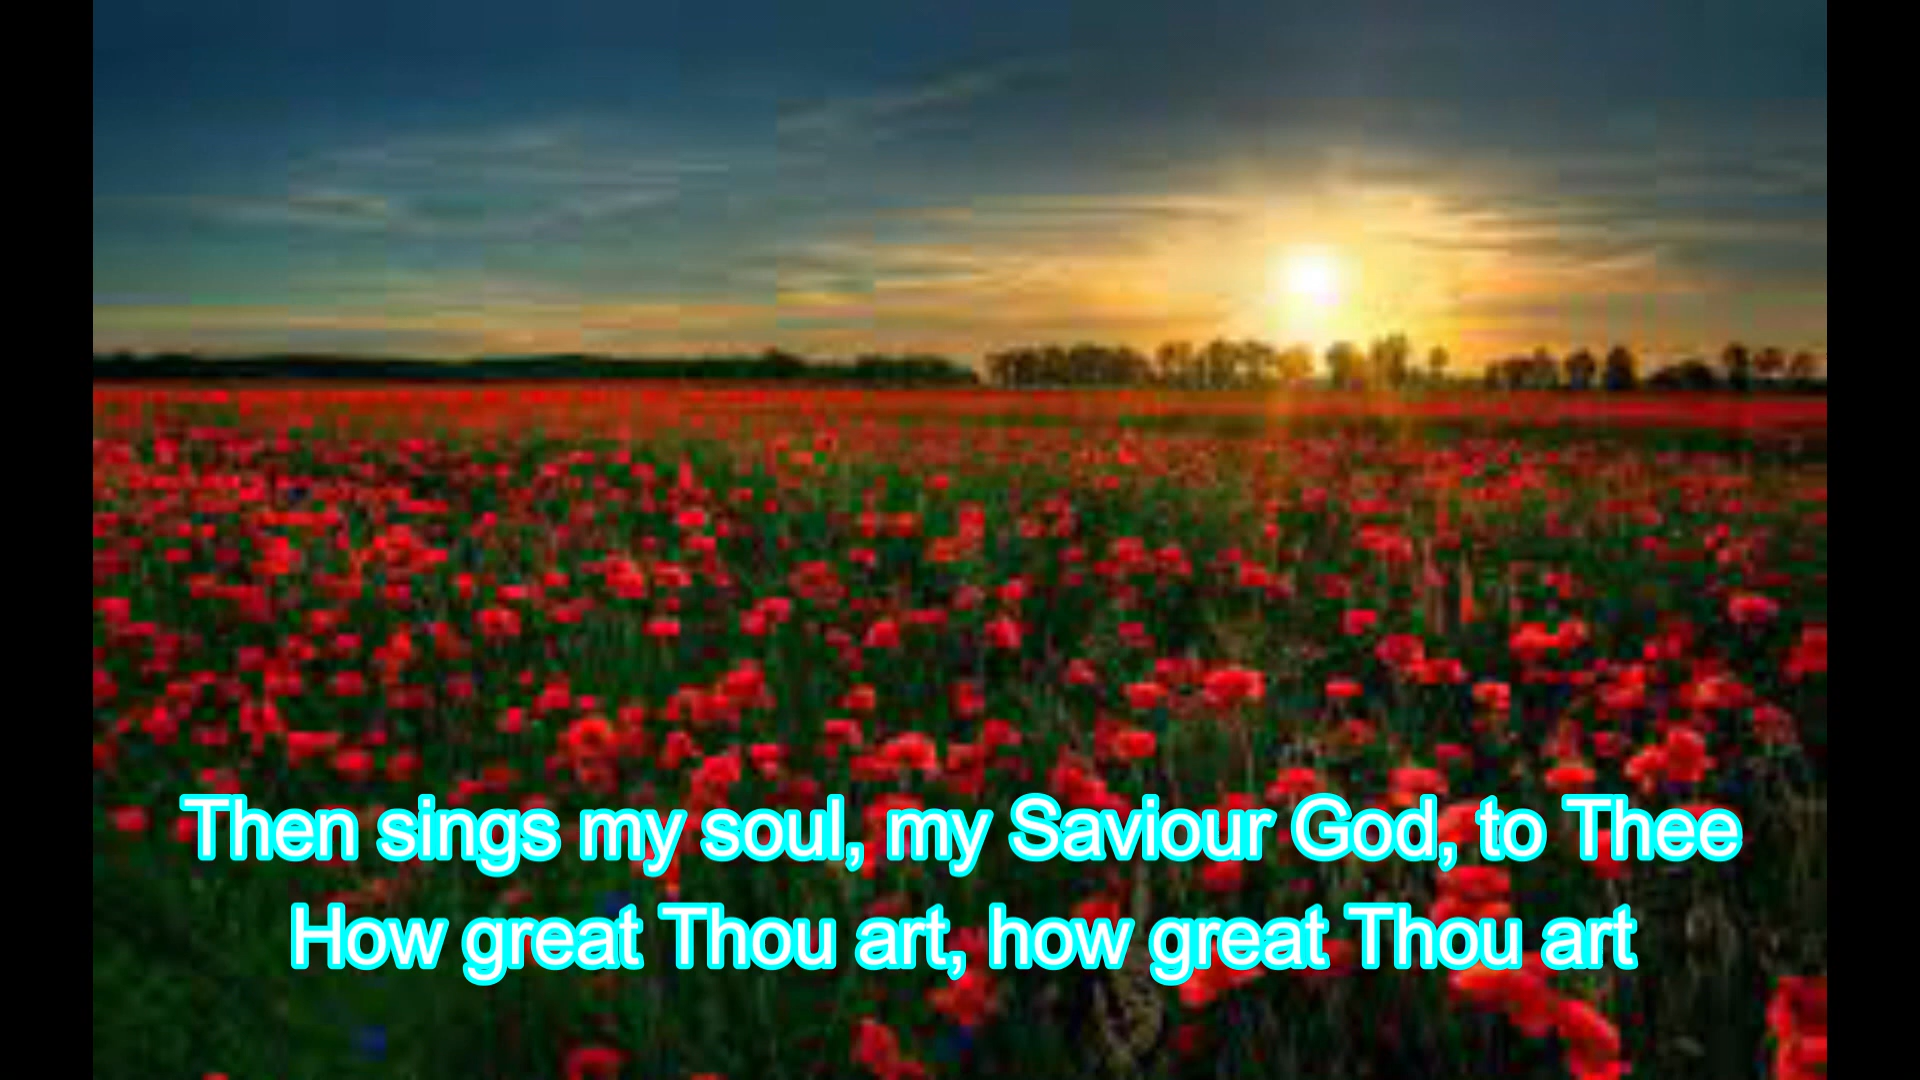 Then sings my soul, my Saviour God, to Thee
How great Thou art, how great Thou art